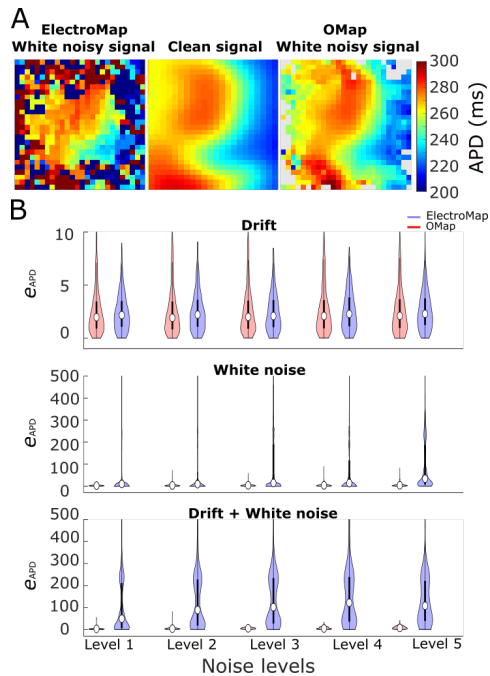 A
ElectroMap
White noisy signal
Clean signal
OMap
White noisy signal
300
280
260
240
220
200
APD (ms)
B
ElectroMap
OMap
Drift
10
5
0
eAPD
White noise
500
400
300
200
100
0
eAPD
Drift + White noise
500
400
300
200
100
0
eAPD
Level 1 Level 2 Level 3 Level 4 Level 5
Noise levels